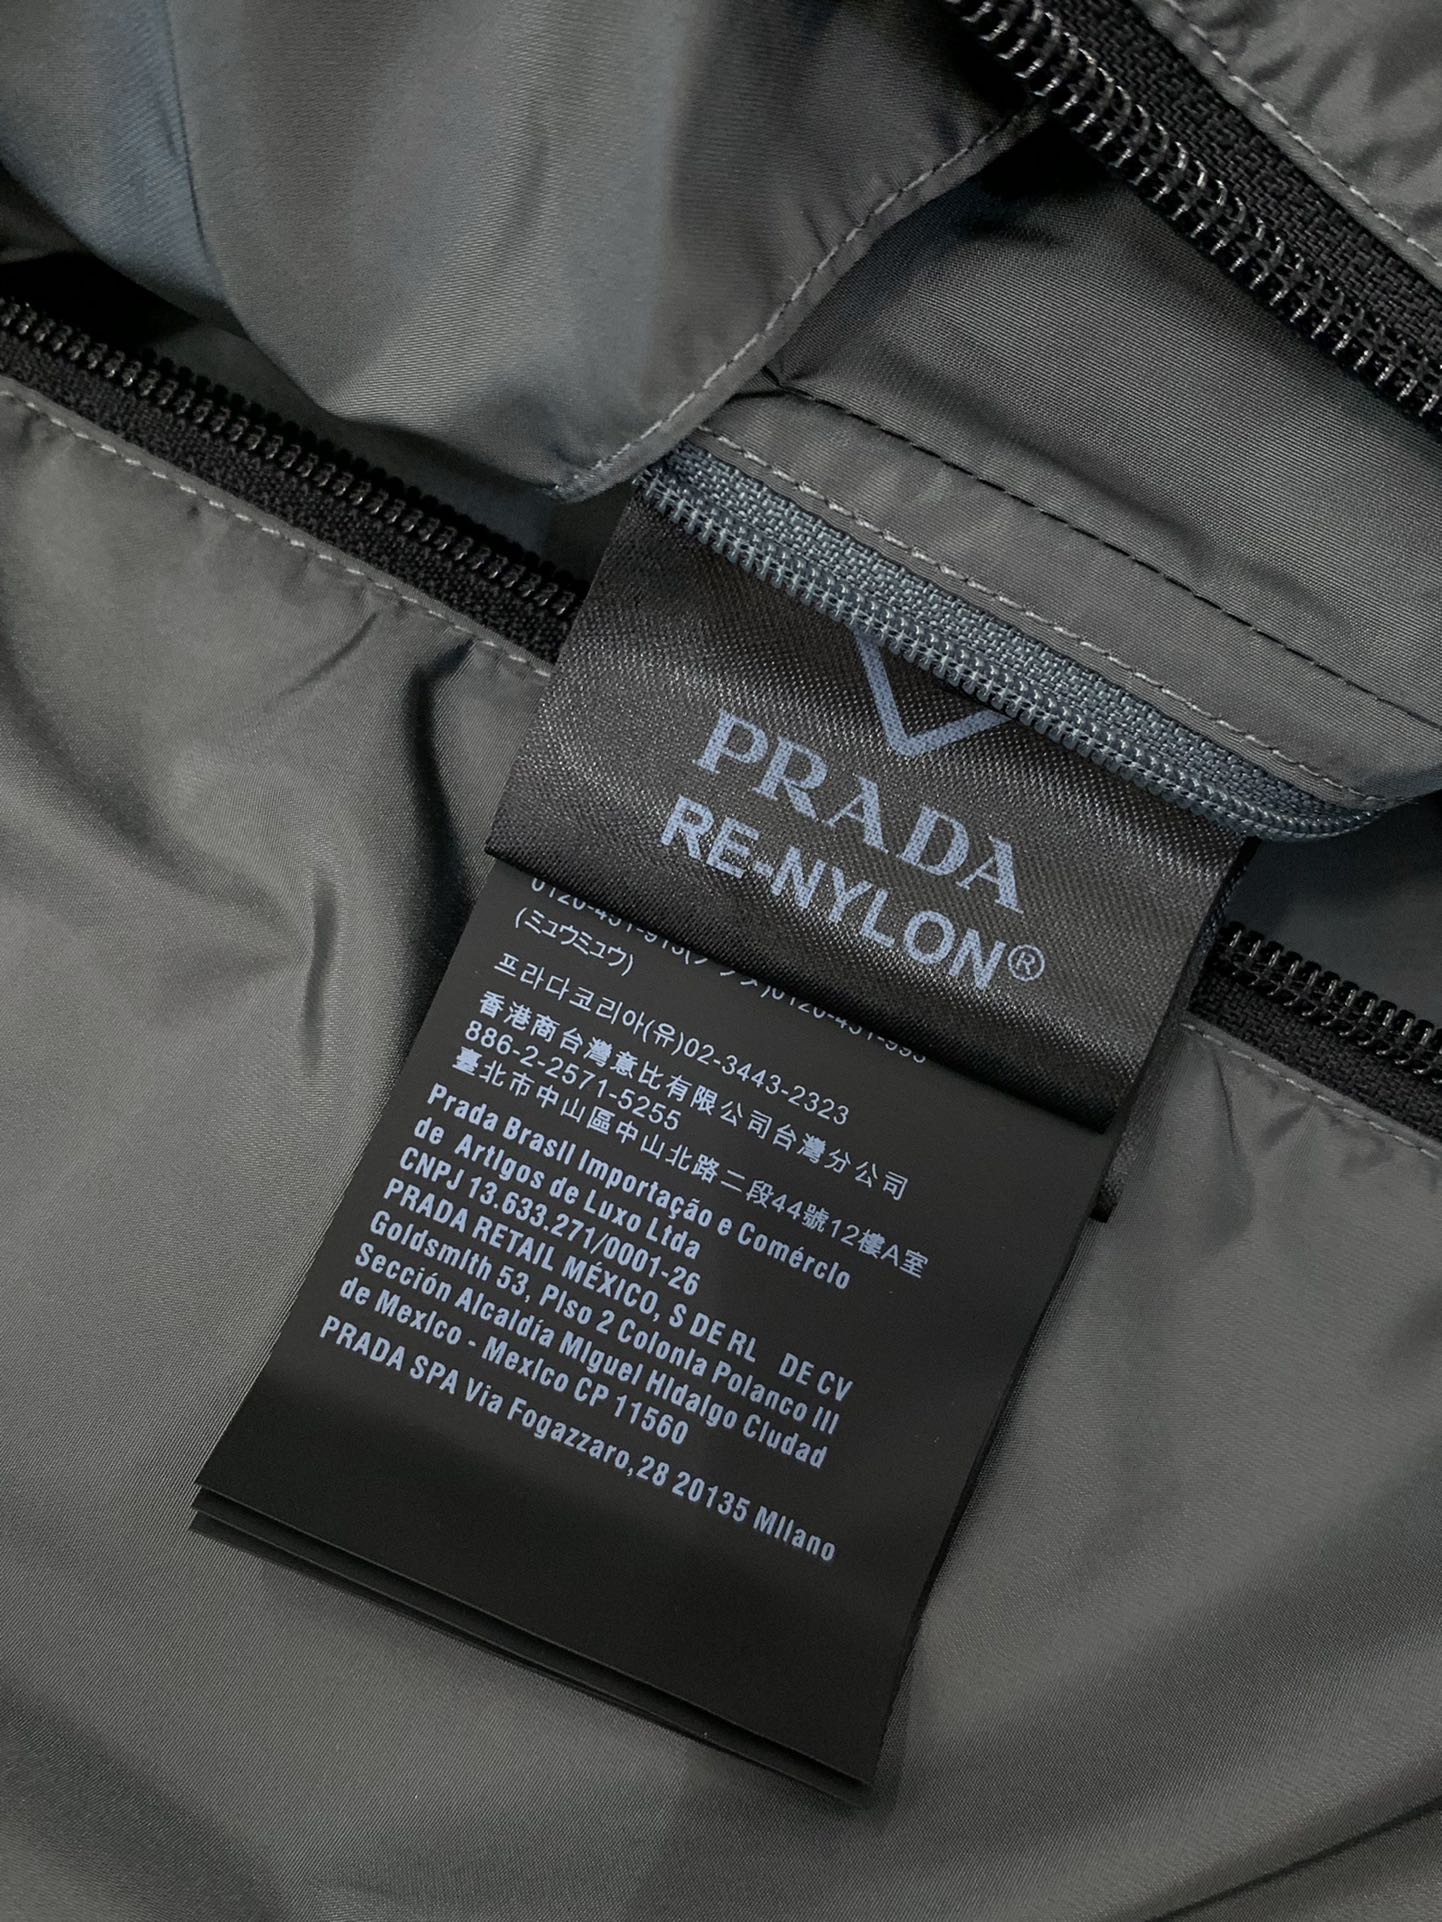 PRADA
RE-NYLON®
(ミュウミュウ)
프라다코리아(유)02-3443-2323
香港商台灣意比有限公司台灣分公司
886-2-2571-5255
臺北市中山區中山北路二段44號12樓A室
Prada Brasil Importação e Comércio
de Artigos de Luxo Ltda
CNPJ 13.633.271/0001-26
PRADA RETAIL MÉXICO, S DE RL DE CV
Goldsmith 53, Piso 2 Colonia Polanco III
Sección Alcaldía Miguel Hidalgo Ciudad
de Mexico - Mexico CP 11560
PRADA SPA Via Fogazzaro,28 20135 Milano